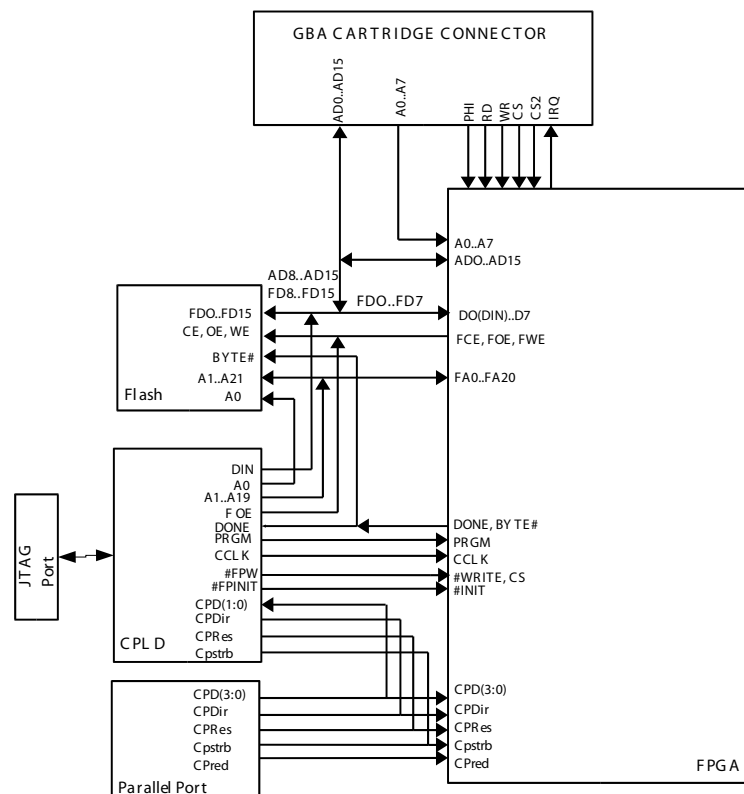 GBA CARTRIDGE CONNECTOR
AD0..AD15
A0..A7
PHI
RD
WR
CS
CS2
IRQ
A0..A7
ADO..AD15
AD8..AD15
FD8..FD15
FDO..FD7
FDO..FD15
CE, OE, WE
BYTE#
A1..A21
A0
Flash
DO(DIN)..D7
FCE, FOE, FWE
FA0..FA20
DIN
A0
A1..A19
FOE
DONE
PRGM
CCLK
#FPW
#FPINIT
CPD(1:0)
CPDir
CPRes
Cpstrb
CPLD
JTAG
Port
DONE, BYTE#
PRGM
CCLK
#WRITE, CS
#INIT
CPD(3:0)
CPDir
CPRes
Cpstrb
CPred
Parallel Port
CPD(3:0)
CPDir
CPRes
Cpstrb
CPred
FPGA